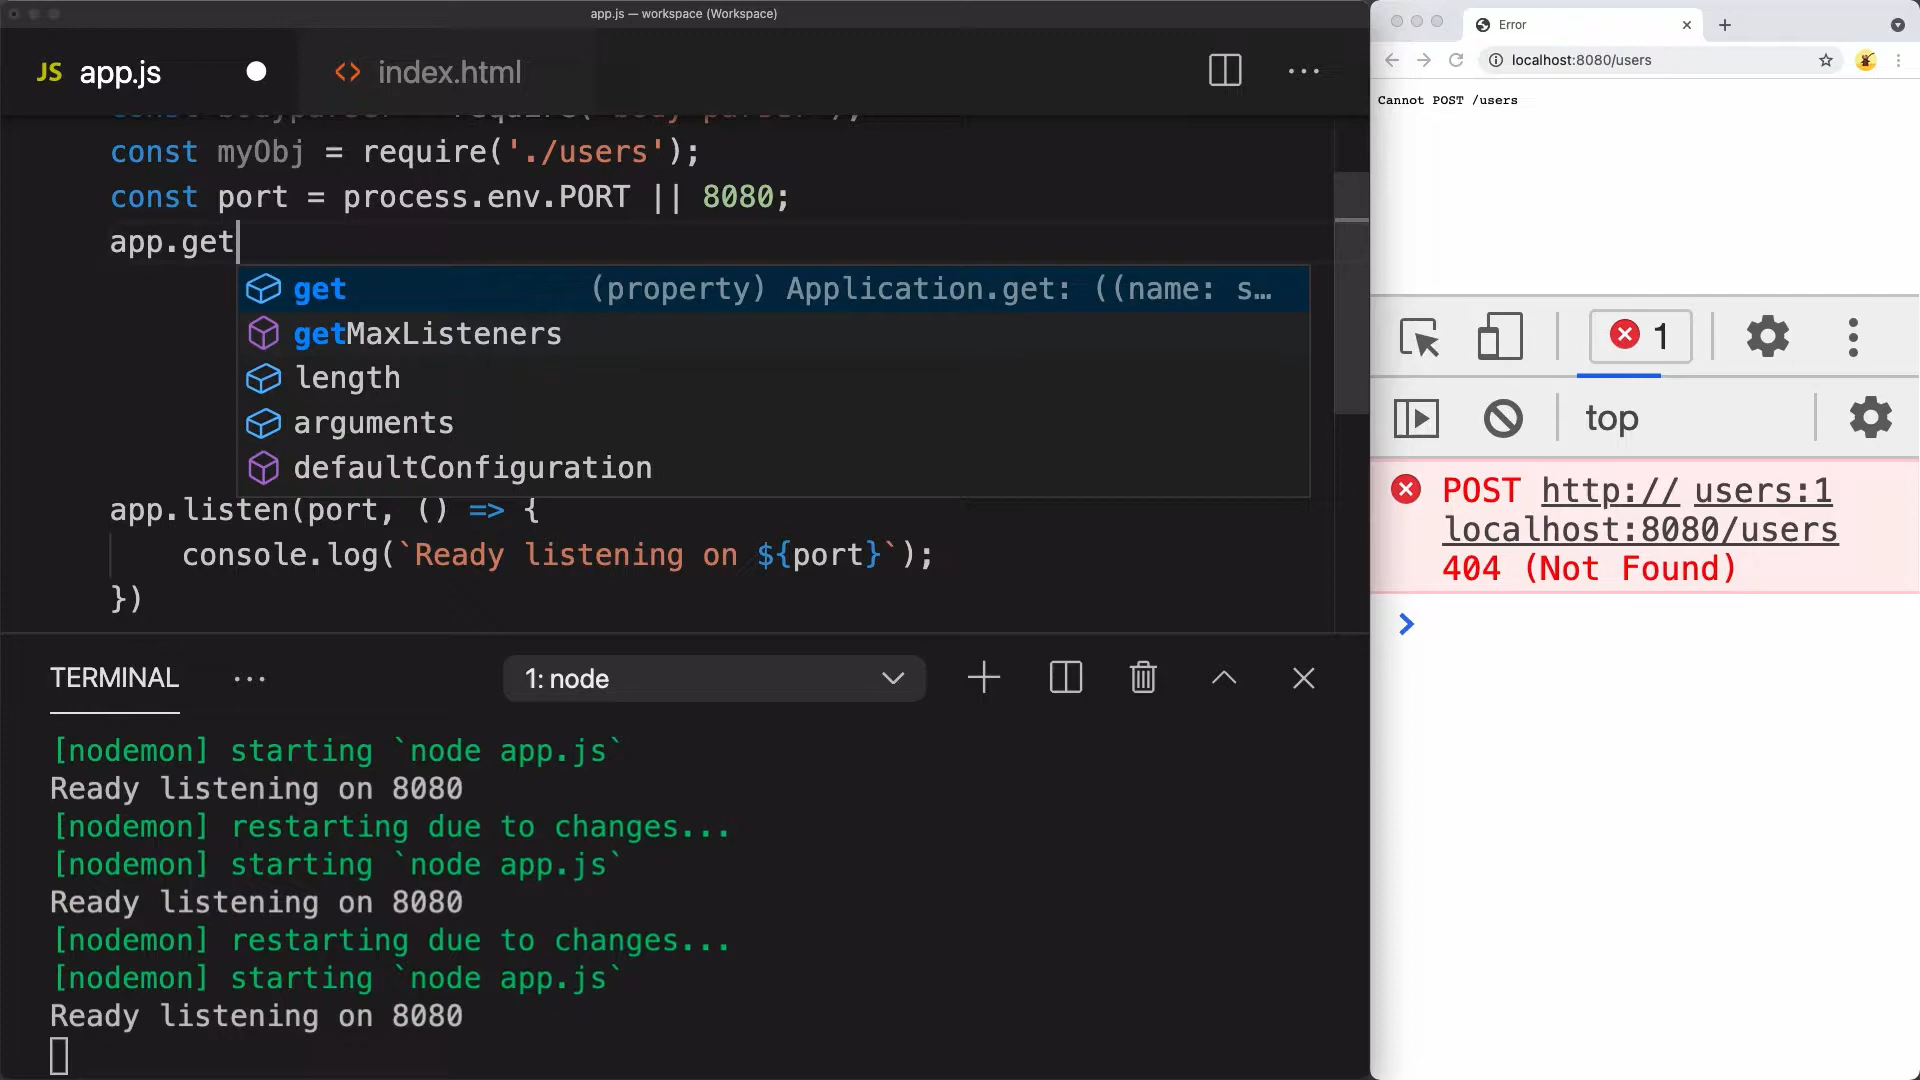 app.js — workspace (Workspace)
JS app.js
index.html
const myObj = require('./users');
const port = process.env.PORT || 8080;
app.get
get (property) Application.get: ((name: s…
getMaxListeners
length
arguments
defaultConfiguration
app.listen(port, () => {
console.log(`Ready listening on ${port}`);
})
TERMINAL
1: node
[nodemon] starting `node app.js`
Ready listening on 8080
[nodemon] restarting due to changes...
[nodemon] starting `node app.js`
Ready listening on 8080
[nodemon] restarting due to changes...
[nodemon] starting `node app.js`
Ready listening on 8080
Error
localhost:8080/users
Cannot POST /users
1
top
POST http:// users:1
localhost:8080/users
404 (Not Found)